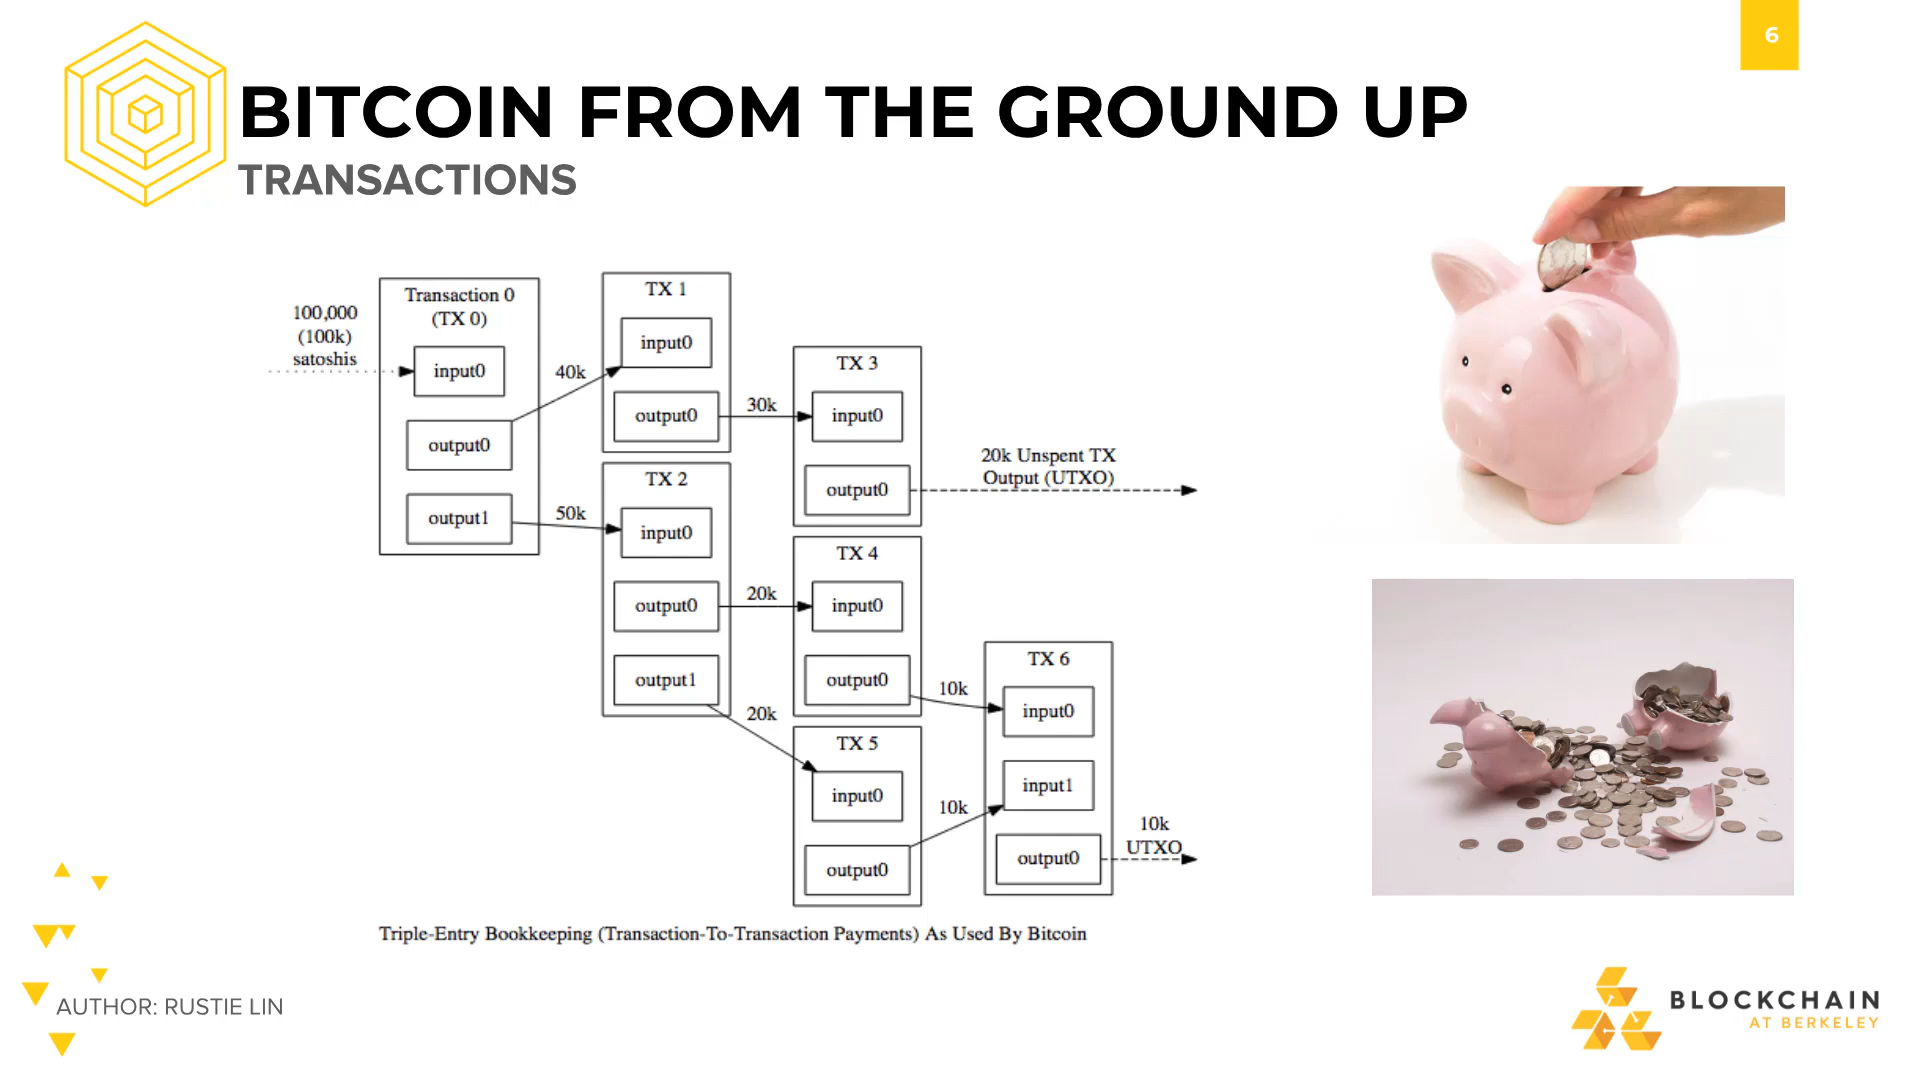 6
BITCOIN FROM THE GROUND UP
TRANSACTIONS
100,000
(100k)
satoshis
Transaction 0
(TX 0)
input0
output0
output1
40k
50k
TX 1
input0
output0
30k
TX 2
input0
output0
output1
20k
20k
TX 3
input0
output0
20k Unspent TX
Output (UTXO)
TX 4
input0
output0
10k
TX 5
input0
output0
10k
TX 6
input0
input1
output0
10k
UTXO
Triple-Entry Bookkeeping (Transaction-To-Transaction Payments) As Used By Bitcoin
AUTHOR: RUSTIE LIN
BLOCKCHAIN
AT BERKELEY